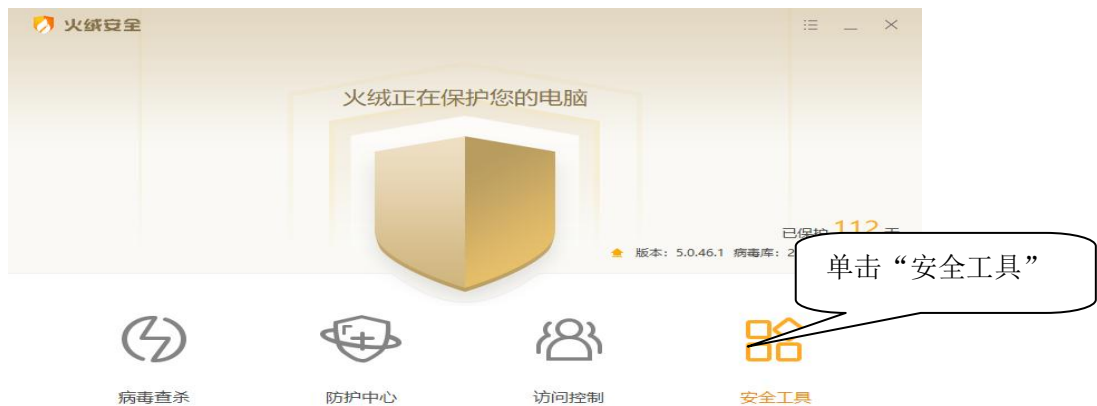 火绒安全
火绒正在保护您的电脑
已保护 112 天
版本：5.0.46.1 病毒库：2
单击“安全工具”
病毒查杀
防护中心
访问控制
安全工具